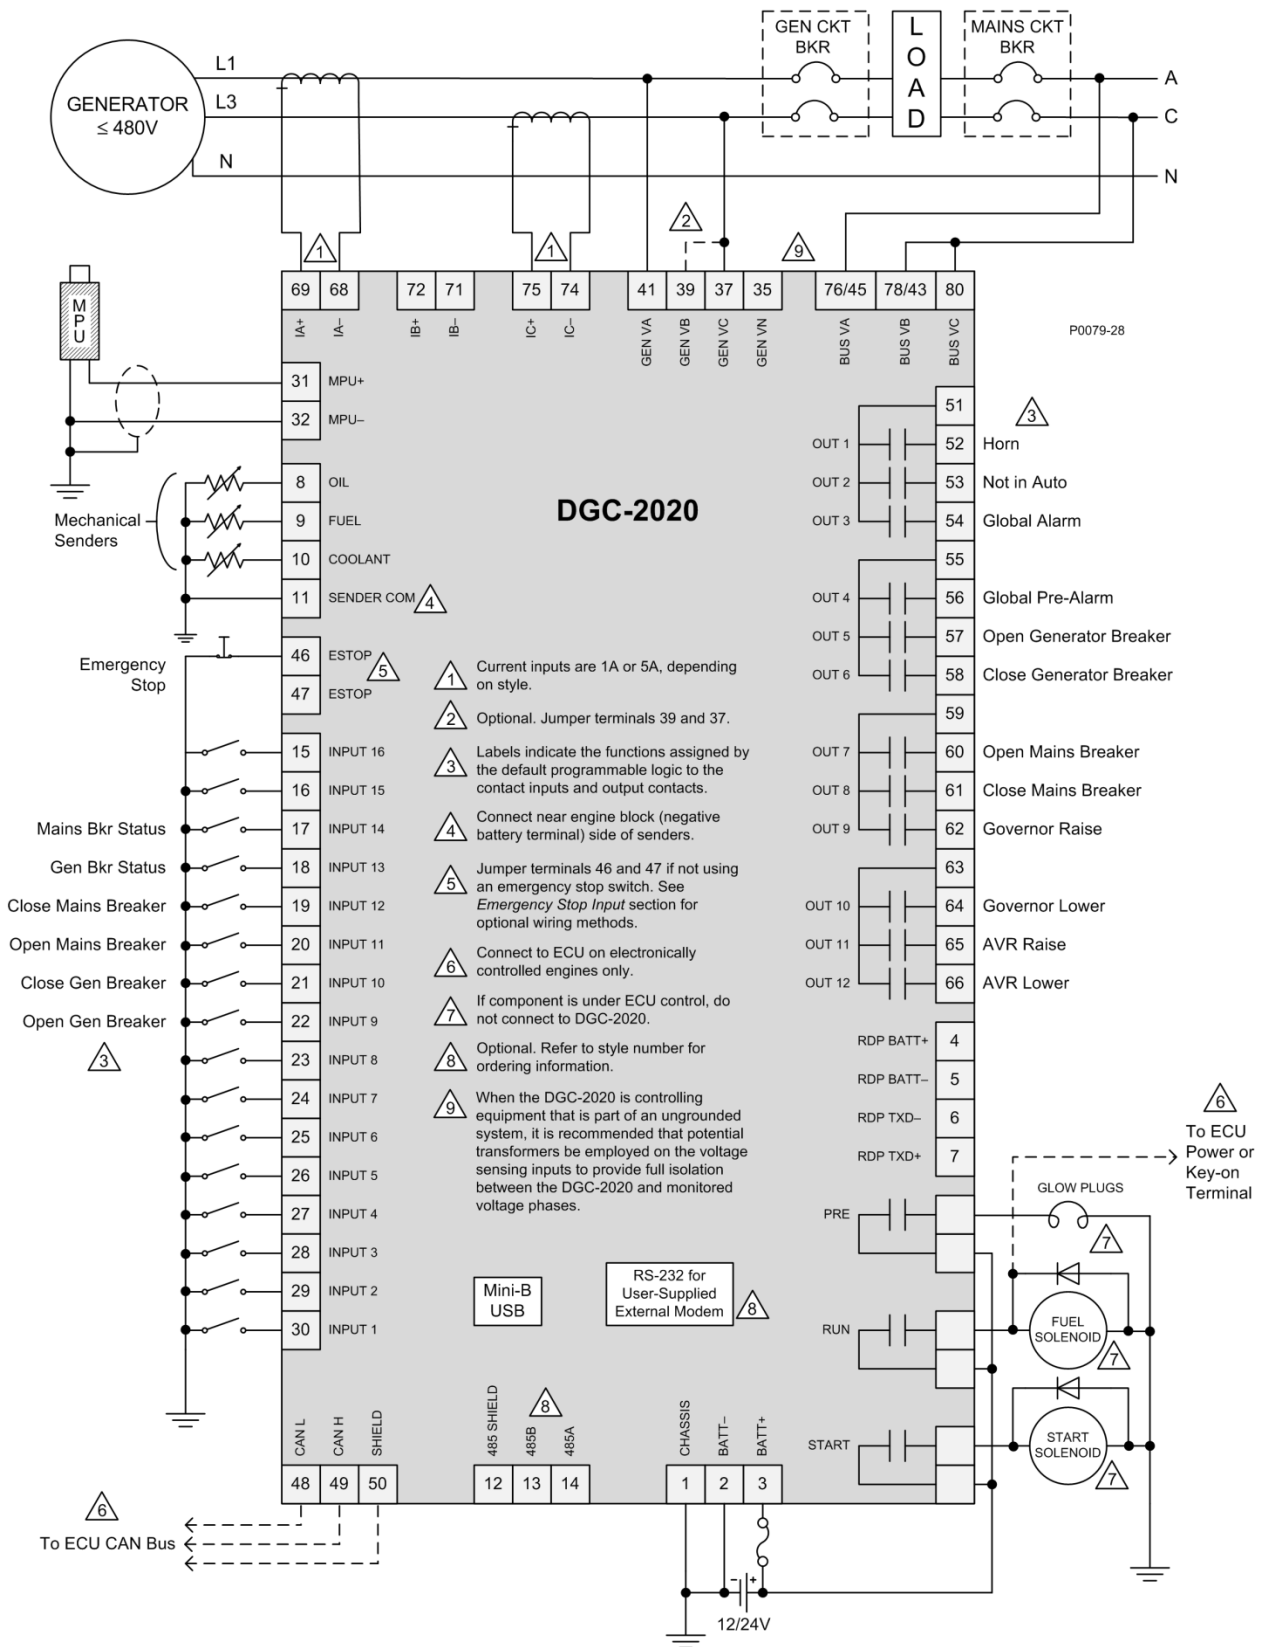 GEN CKT
BKR
LOAD
MAINS CKT
BKR
GENERATOR
≤ 480V
L1
L3
N
A
C
N
1
1
2
9
69
68
72
71
75
74
41
39
37
35
76/45
78/43
80
IA+
IA–
IB+
IB–
IC+
IC–
GEN VA
GEN VB
GEN VC
GEN VN
BUS VA
BUS VB
BUS VC
P0079-28
MPU
31 MPU+
32 MPU–
Mechanical
Senders
8 OIL
9 FUEL
10 COOLANT
11 SENDER COM 4
Emergency
Stop
46 ESTOP
47 ESTOP
5
15 INPUT 16
16 INPUT 15
Mains Bkr Status 17 INPUT 14
Gen Bkr Status 18 INPUT 13
Close Mains Breaker 19 INPUT 12
Open Mains Breaker 20 INPUT 11
Close Gen Breaker 21 INPUT 10
Open Gen Breaker 22 INPUT 9
3
23 INPUT 8
24 INPUT 7
25 INPUT 6
26 INPUT 5
27 INPUT 4
28 INPUT 3
29 INPUT 2
30 INPUT 1
DGC-2020
1 Current inputs are 1A or 5A, depending
on style.
2 Optional. Jumper terminals 39 and 37.
3 Labels indicate the functions assigned by
the default programmable logic to the
contact inputs and output contacts.
4 Connect near engine block (negative
battery terminal) side of senders.
5 Jumper terminals 46 and 47 if not using
an emergency stop switch. See
Emergency Stop Input section for
optional wiring methods.
6 Connect to ECU on electronically
controlled engines only.
7 If component is under ECU control, do
not connect to DGC-2020.
8 Optional. Refer to style number for
ordering information.
9 When the DGC-2020 is controlling
equipment that is part of an ungrounded
system, it is recommended that potential
transformers be employed on the voltage
sensing inputs to provide full isolation
between the DGC-2020 and monitored
voltage phases.
Mini-B
USB
RS-232 for
User-Supplied
External Modem
8
51
3
OUT 1 52 Horn
OUT 2 53 Not in Auto
OUT 3 54 Global Alarm
55
OUT 4 56 Global Pre-Alarm
OUT 5 57 Open Generator Breaker
OUT 6 58 Close Generator Breaker
59
OUT 7 60 Open Mains Breaker
OUT 8 61 Close Mains Breaker
OUT 9 62 Governor Raise
63
OUT 10 64 Governor Lower
OUT 11 65 AVR Raise
OUT 12 66 AVR Lower
RDP BATT+ 4
RDP BATT– 5
RDP TXD– 6
RDP TXD+ 7
6
To ECU
Power or
Key-on
Terminal
PRE
GLOW PLUGS
7
RUN
FUEL
SOLENOID
7
START
START
SOLENOID
7
CAN L
CAN H
SHIELD
485 SHIELD
485B
485A
8
CHASSIS
BATT–
BATT+
48
49
50
12
13
14
1
2
3
6
To ECU CAN Bus
- +
12/24V